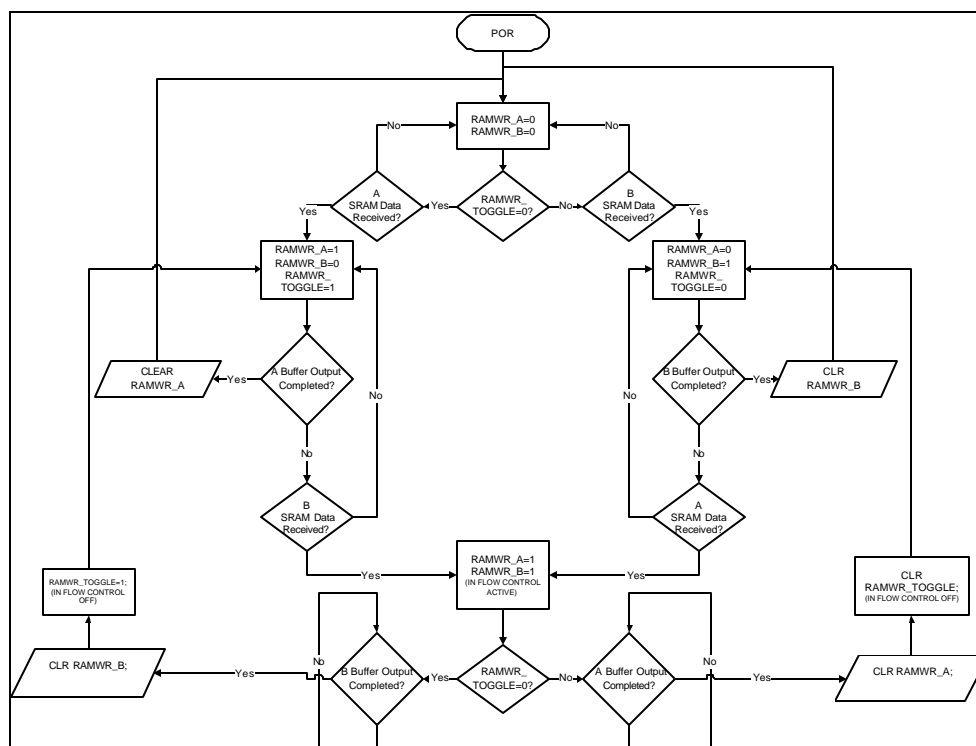 POR
RAMWR_A=0
RAMWR_B=0
No
No
A
SRAM Data
Received?
Yes
RAMWR_
TOGGLE=0?
No
B
SRAM Data
Received?
Yes
Yes
RAMWR_A=1
RAMWR_B=0
RAMWR_
TOGGLE=1
RAMWR_A=0
RAMWR_B=1
RAMWR_
TOGGLE=0
CLEAR
RAMWR_A
Yes
A Buffer Output
Completed?
No
No
B Buffer Output
Completed?
Yes
CLR
RAMWR_B
No
No
B
SRAM Data
Received?
A
SRAM Data
Received?
Yes
RAMWR_A=1
RAMWR_B=1
(IN FLOW CONTROL
ACTIVE)
Yes
RAMWR_TOGGLE=1;
(IN FLOW CONTROL
OFF)
CLR
RAMWR_TOGGLE;
(IN FLOW CONTROL OFF)
CLR RAMWR_B;
Yes
No
B Buffer Output
Completed?
Yes
RAMWR_
TOGGLE=0?
No
A Buffer Output
Completed?
No
Yes
CLR RAMWR_A;